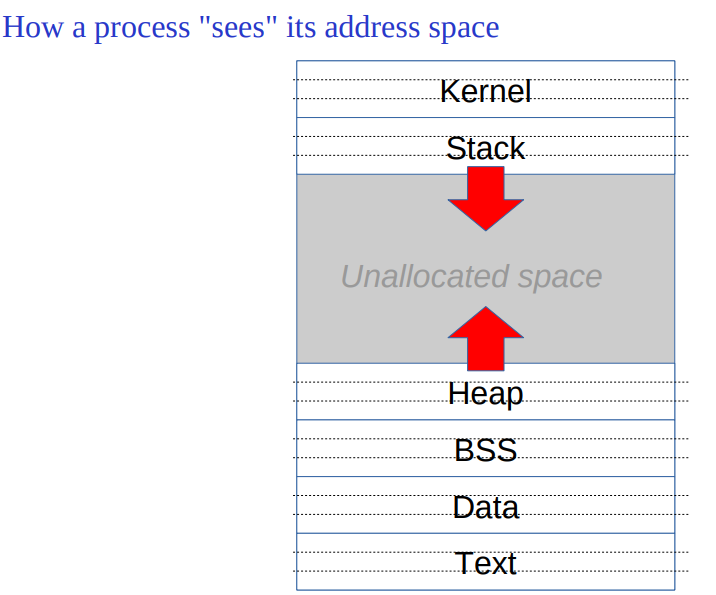 How a process "sees" its address space
Kernel
Stack
Unallocated space
Heap
BSS
Data
Text